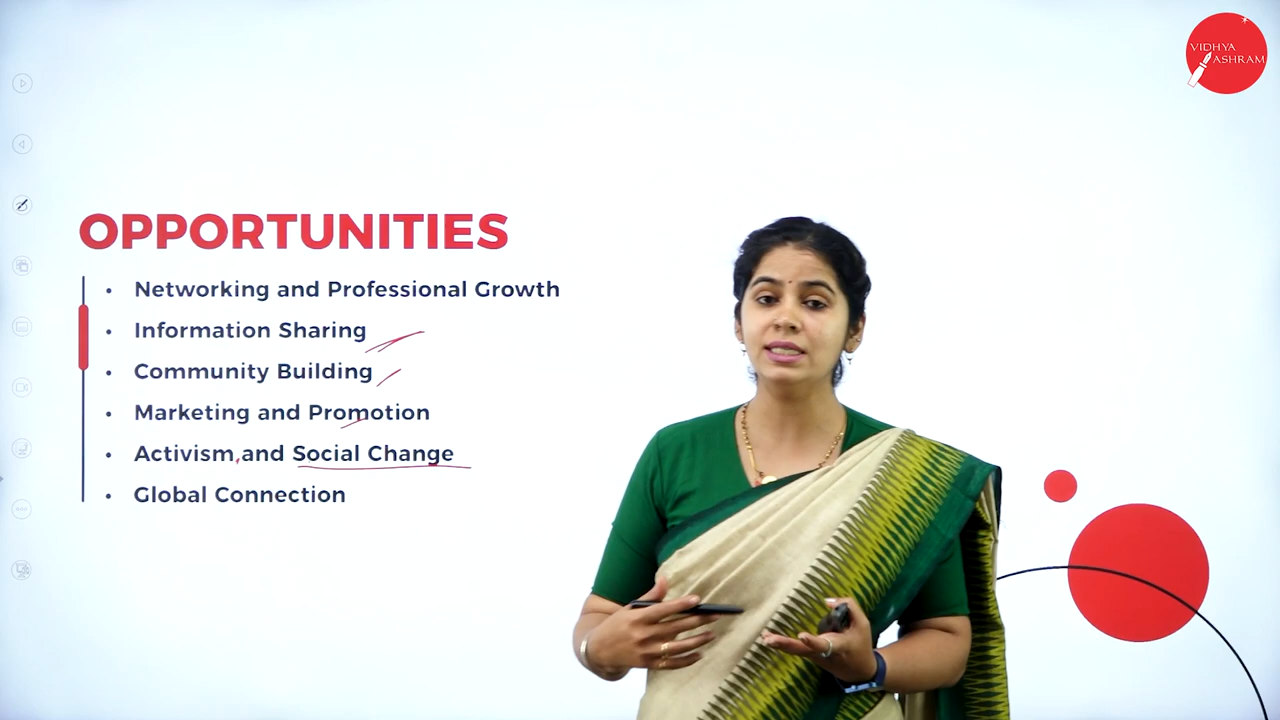 VIDHYA
ASHRAM
OPPORTUNITIES
• Networking and Professional Growth
• Information Sharing
• Community Building
• Marketing and Promotion
• Activism,and Social Change
• Global Connection